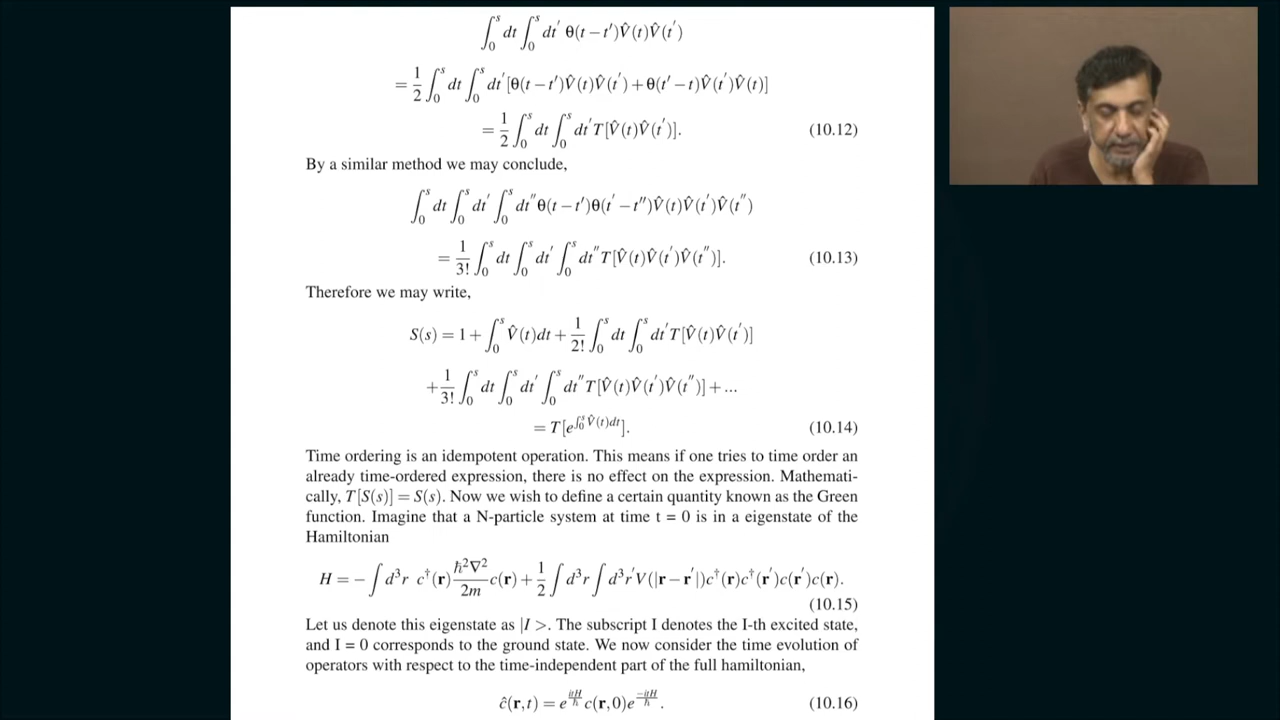 ∫₀ˢ dt ∫₀ˢ dt′ θ(t − t′)V̂(t)V̂(t′)
= 1/2 ∫₀ˢ dt ∫₀ˢ dt′[θ(t − t′)V̂(t)V̂(t′) + θ(t′ − t)V̂(t′)V̂(t)]
= 1/2 ∫₀ˢ dt ∫₀ˢ dt′T[V̂(t)V̂(t′)]. (10.12)
By a similar method we may conclude,
∫₀ˢ dt ∫₀ˢ dt′ ∫₀ˢ dt″θ(t − t′)θ(t′ − t″)V̂(t)V̂(t′)V̂(t″)
= 1/3! ∫₀ˢ dt ∫₀ˢ dt′ ∫₀ˢ dt″T[V̂(t)V̂(t′)V̂(t″)]. (10.13)
Therefore we may write,
S(s) = 1 + ∫₀ˢ V̂(t)dt + 1/2! ∫₀ˢ dt ∫₀ˢ dt′T[V̂(t)V̂(t′)]
+ 1/3! ∫₀ˢ dt ∫₀ˢ dt′ ∫₀ˢ dt″T[V̂(t)V̂(t′)V̂(t″)] + ...
= T[e^{∫₀ˢ V̂(t)dt}]. (10.14)
Time ordering is an idempotent operation. This means if one tries to time order an
already time-ordered expression, there is no effect on the expression. Mathemati-
cally, T[S(s)] = S(s). Now we wish to define a certain quantity known as the Green
function. Imagine that a N-particle system at time t = 0 is in a eigenstate of the
Hamiltonian
H = − ∫ d³r c†(r) ħ²∇²/2m c(r) + 1/2 ∫ d³r ∫ d³r′V(|r − r′|)c†(r)c†(r′)c(r′)c(r).
(10.15)
Let us denote this eigenstate as |I >. The subscript I denotes the I-th excited state,
and I = 0 corresponds to the ground state. We now consider the time evolution of
operators with respect to the time-independent part of the full hamiltonian,
ĉ(r,t) = e^{itH/ħ} c(r,0)e^{−itH/ħ}. (10.16)